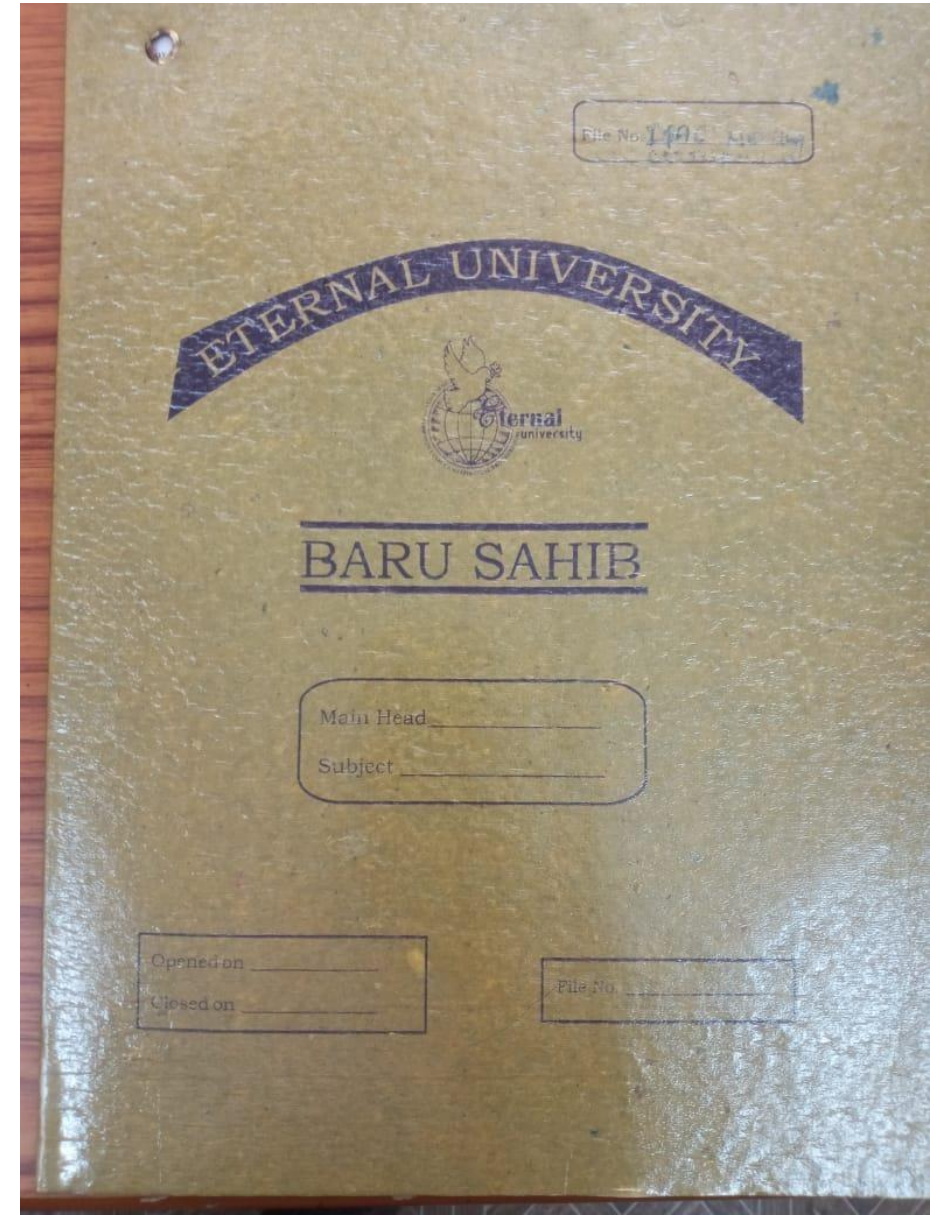 File No.
ETERNAL UNIVERSITY
Eternal
university
BARU SAHIB
Main Head
Subject
Opened on
Closed on
File No.